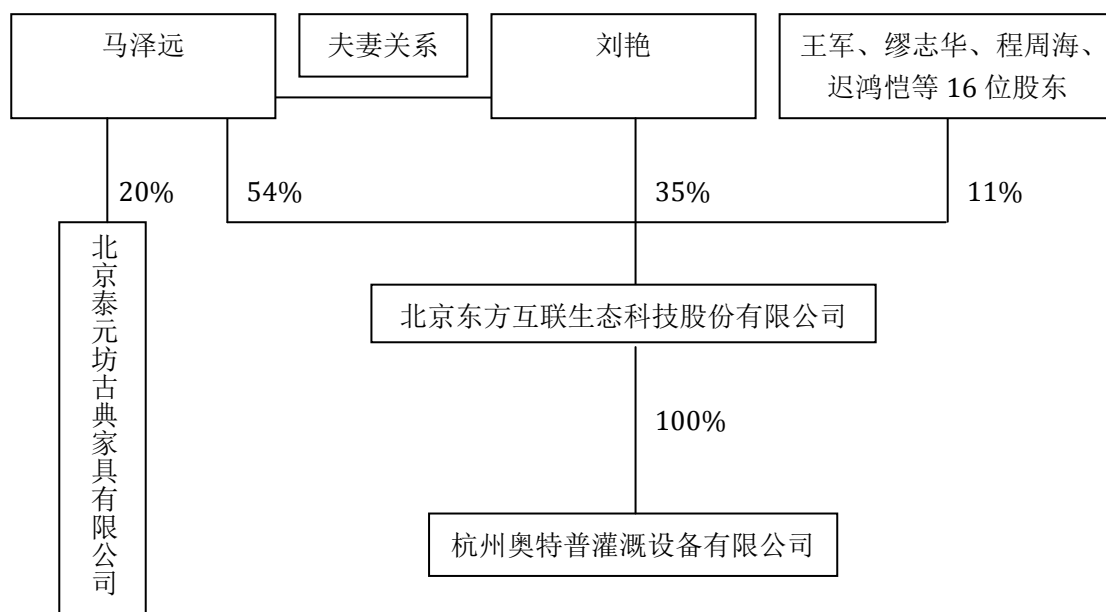 马泽远
夫妻关系
刘艳
王军、缪志华、程周海、
迟鸿恺等 16 位股东
20%
54%
35%
11%
北京泰元坊古典家具有限公司
北京东方互联生态科技股份有限公司
100%
杭州奥特普灌溉设备有限公司